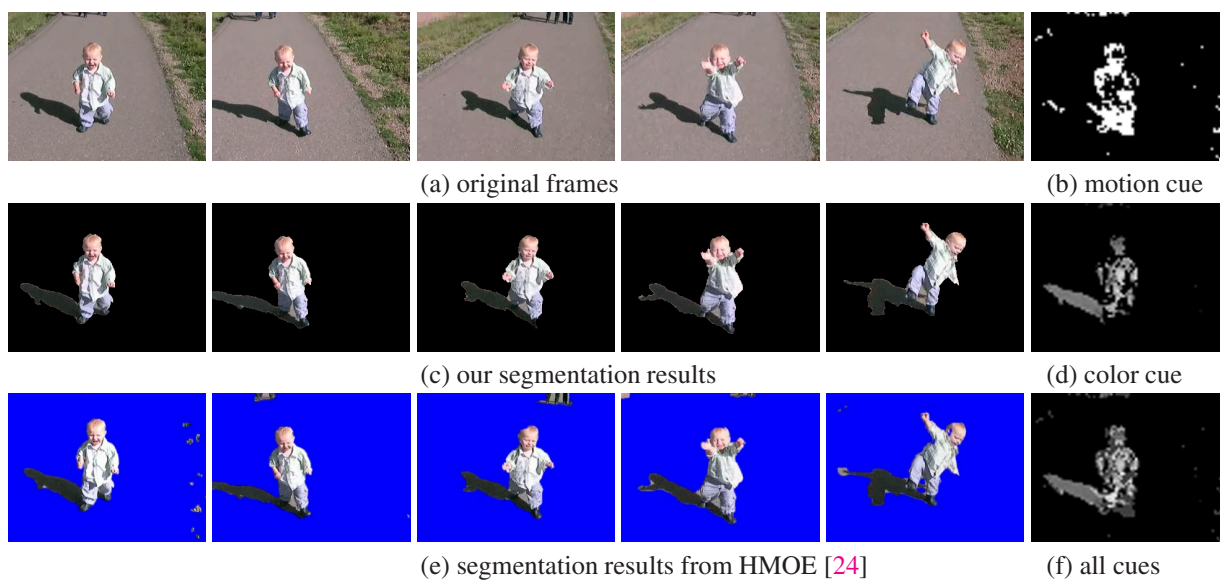 (a) original frames
(b) motion cue
(c) our segmentation results
(d) color cue
(e) segmentation results from HMOE [24]
(f) all cues